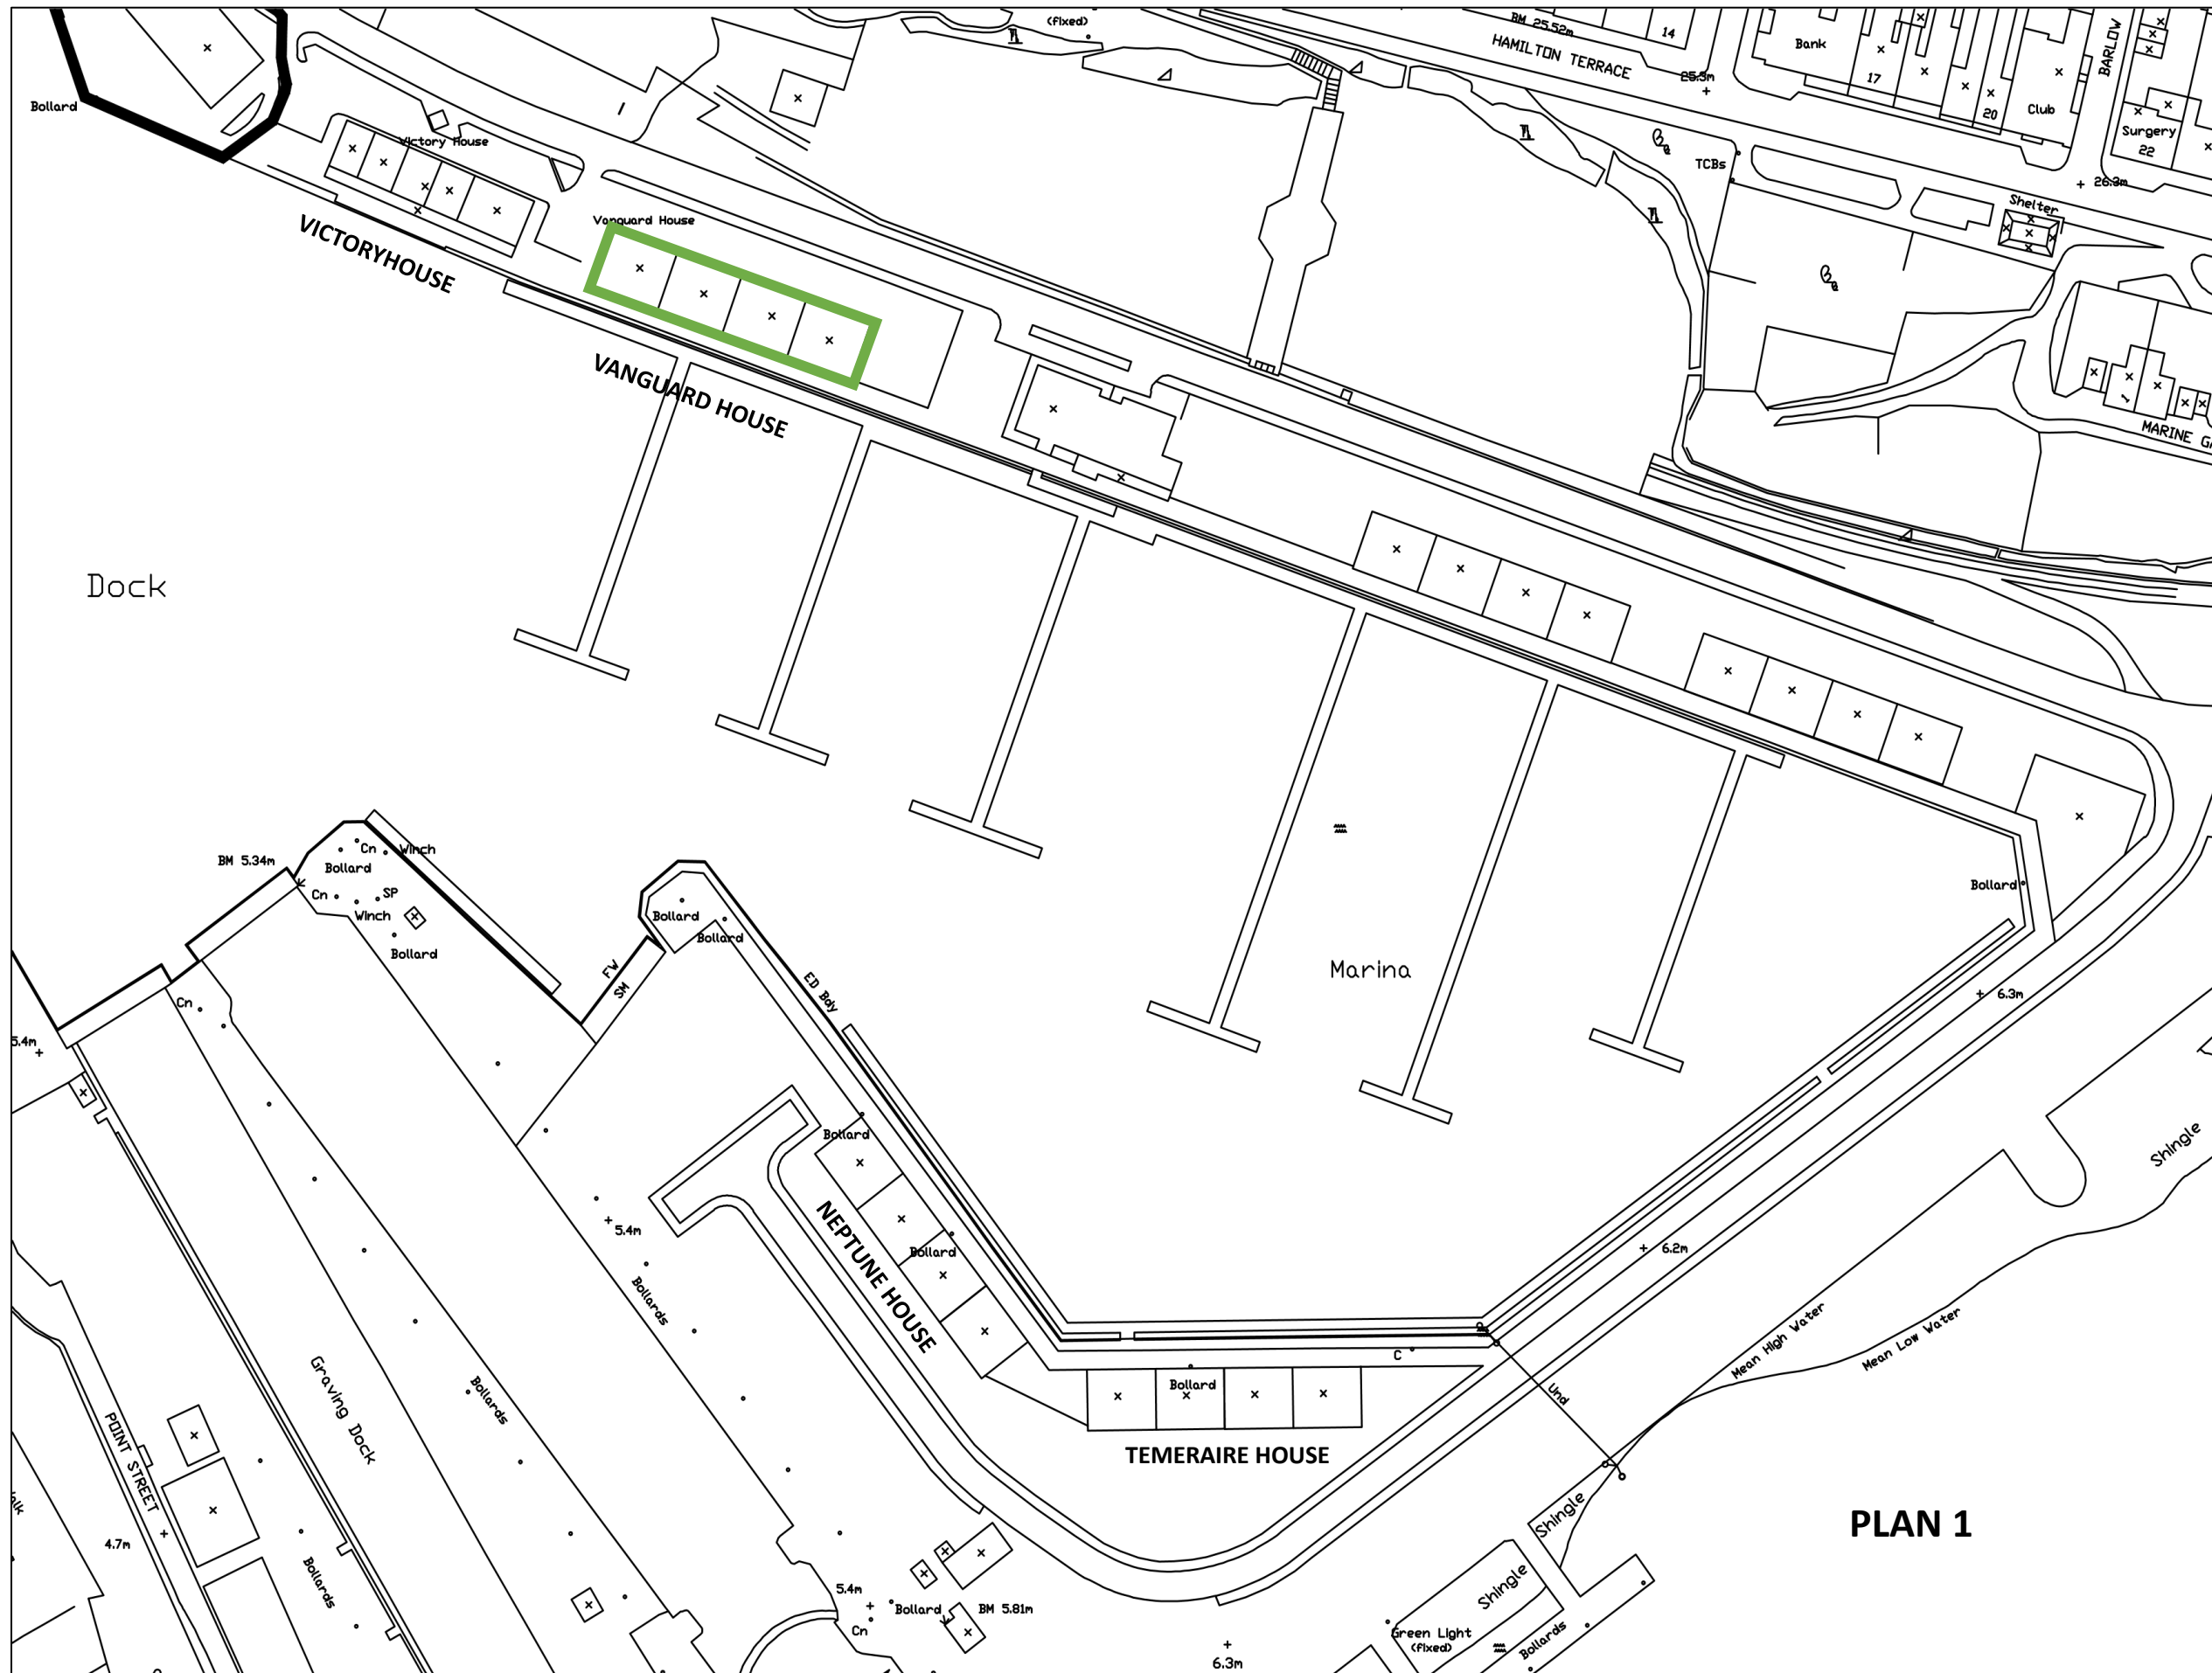 (fixed)
BM 25.52m
14
HAMILTON TERRACE
25.3m
Bank
17
20
Club
BARLOW
Surgery
22
Bollard
Victory House
TCBs
26.3m
Shelter
Vanguard House
VICTORYHOUSE
VANGUARD HOUSE
1
MARINE GA
Dock
BM 5.34m
Cn
Winch
Bollard
Cn
SP
Winch
Bollard
Bollard
Bollard
Bollard
FW
SM
ED Bdy
Marina
6.3m
Cn
5.4m
Bollard
Shingle
5.4m
NEPTUNE HOUSE
Bollard
Bollards
6.2m
Mean High Water
Mean Low Water
C
Und
Bollard
Graving Dock
Bollards
POINT STREET
TEMERAIRE HOUSE
alk
4.7m
Bollards
Shingle
PLAN 1
5.4m
Bollard
BM 5.81m
Cn
Shingle
Green Light
(fixed)
Bollards
6.3m